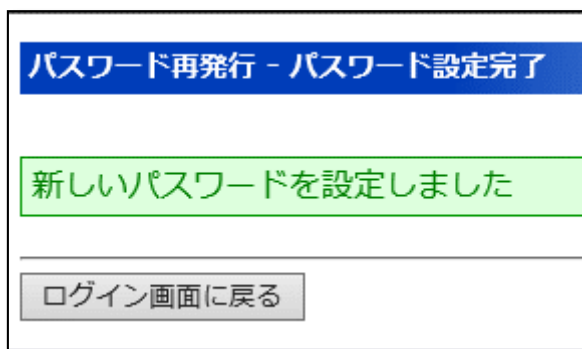 パスワード再発行 - パスワード設定完了
新しいパスワードを設定しました
ログイン画面に戻る